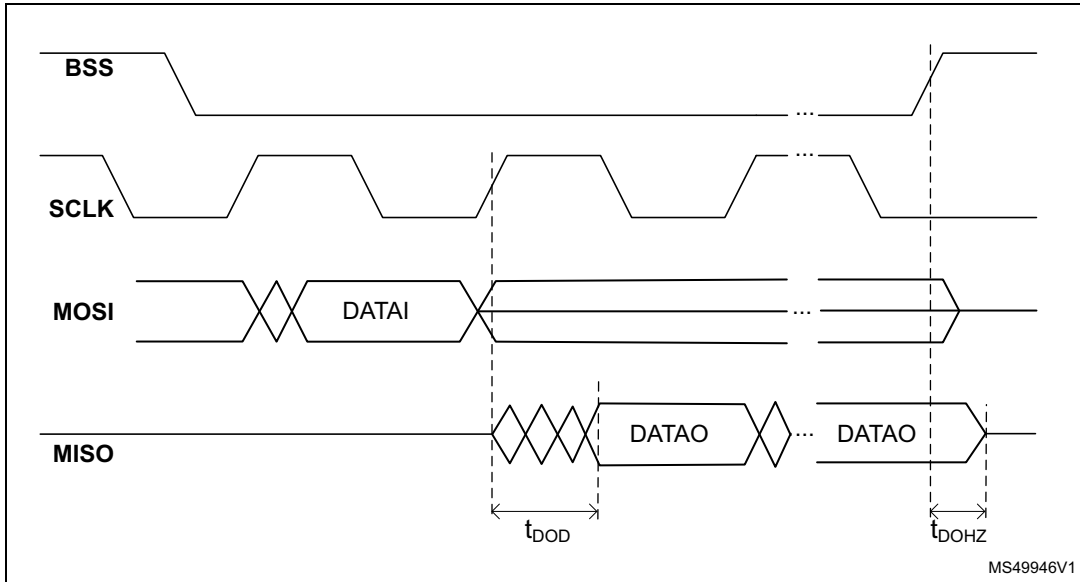 BSS
...
...
SCLK
MOSI
DATAI
...
MISO
DATAO
...
DATAO
tDOD
tDOHZ
MS49946V1